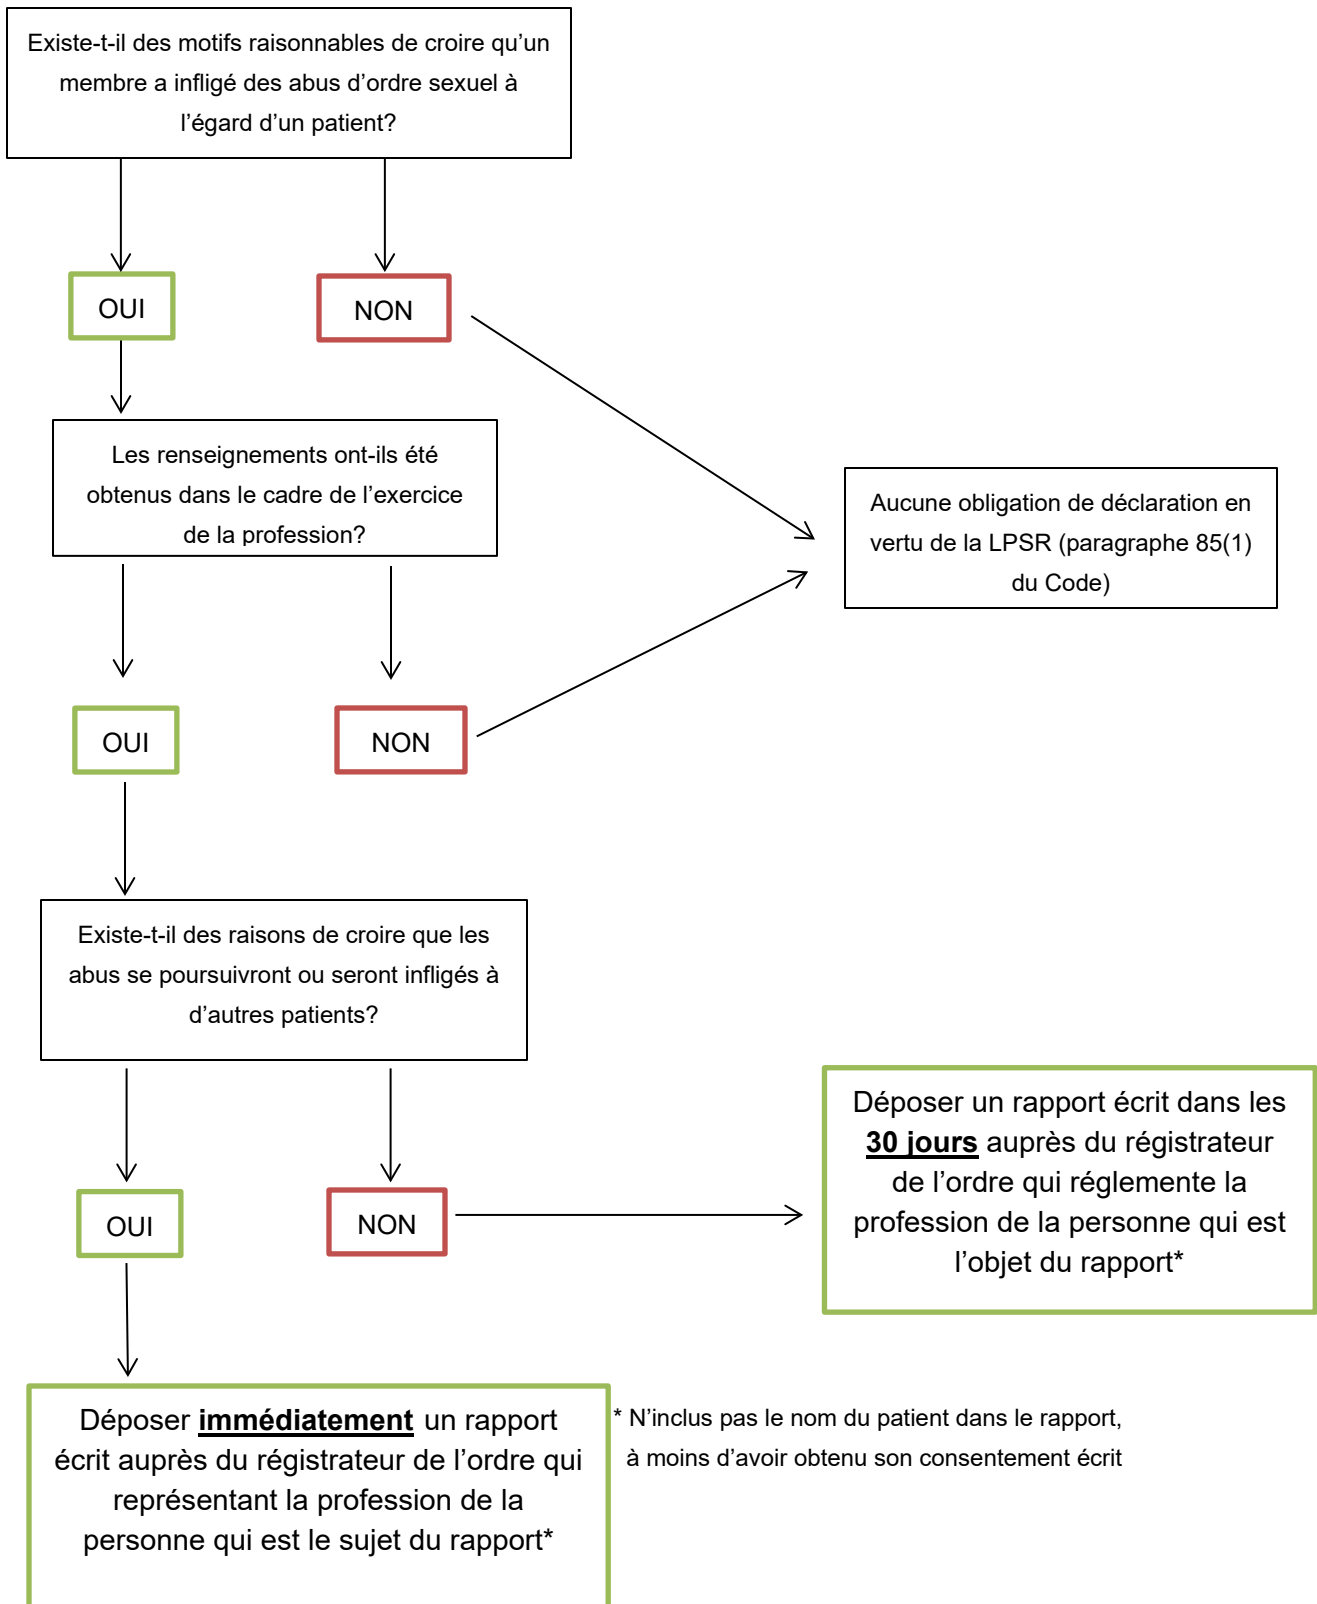 Existe-t-il des motifs raisonnables de croire qu’un
membre a infligé des abus d’ordre sexuel à
l’égard d’un patient?
OUI
NON
Les renseignements ont-ils été
obtenus dans le cadre de l’exercice
de la profession?
Aucune obligation de déclaration en
vertu de la LPSR (paragraphe 85(1)
du Code)
OUI
NON
Existe-t-il des raisons de croire que les
abus se poursuivront ou seront infligés à
d’autres patients?
OUI
NON
Déposer un rapport écrit dans les
30 jours auprès du régistrateur
de l’ordre qui réglemente la
profession de la personne qui est
l’objet du rapport*
Déposer immédiatement un rapport
écrit auprès du régistrateur de l’ordre qui
représentant la profession de la
personne qui est le sujet du rapport*
* N’inclus pas le nom du patient dans le rapport,
à moins d’avoir obtenu son consentement écrit